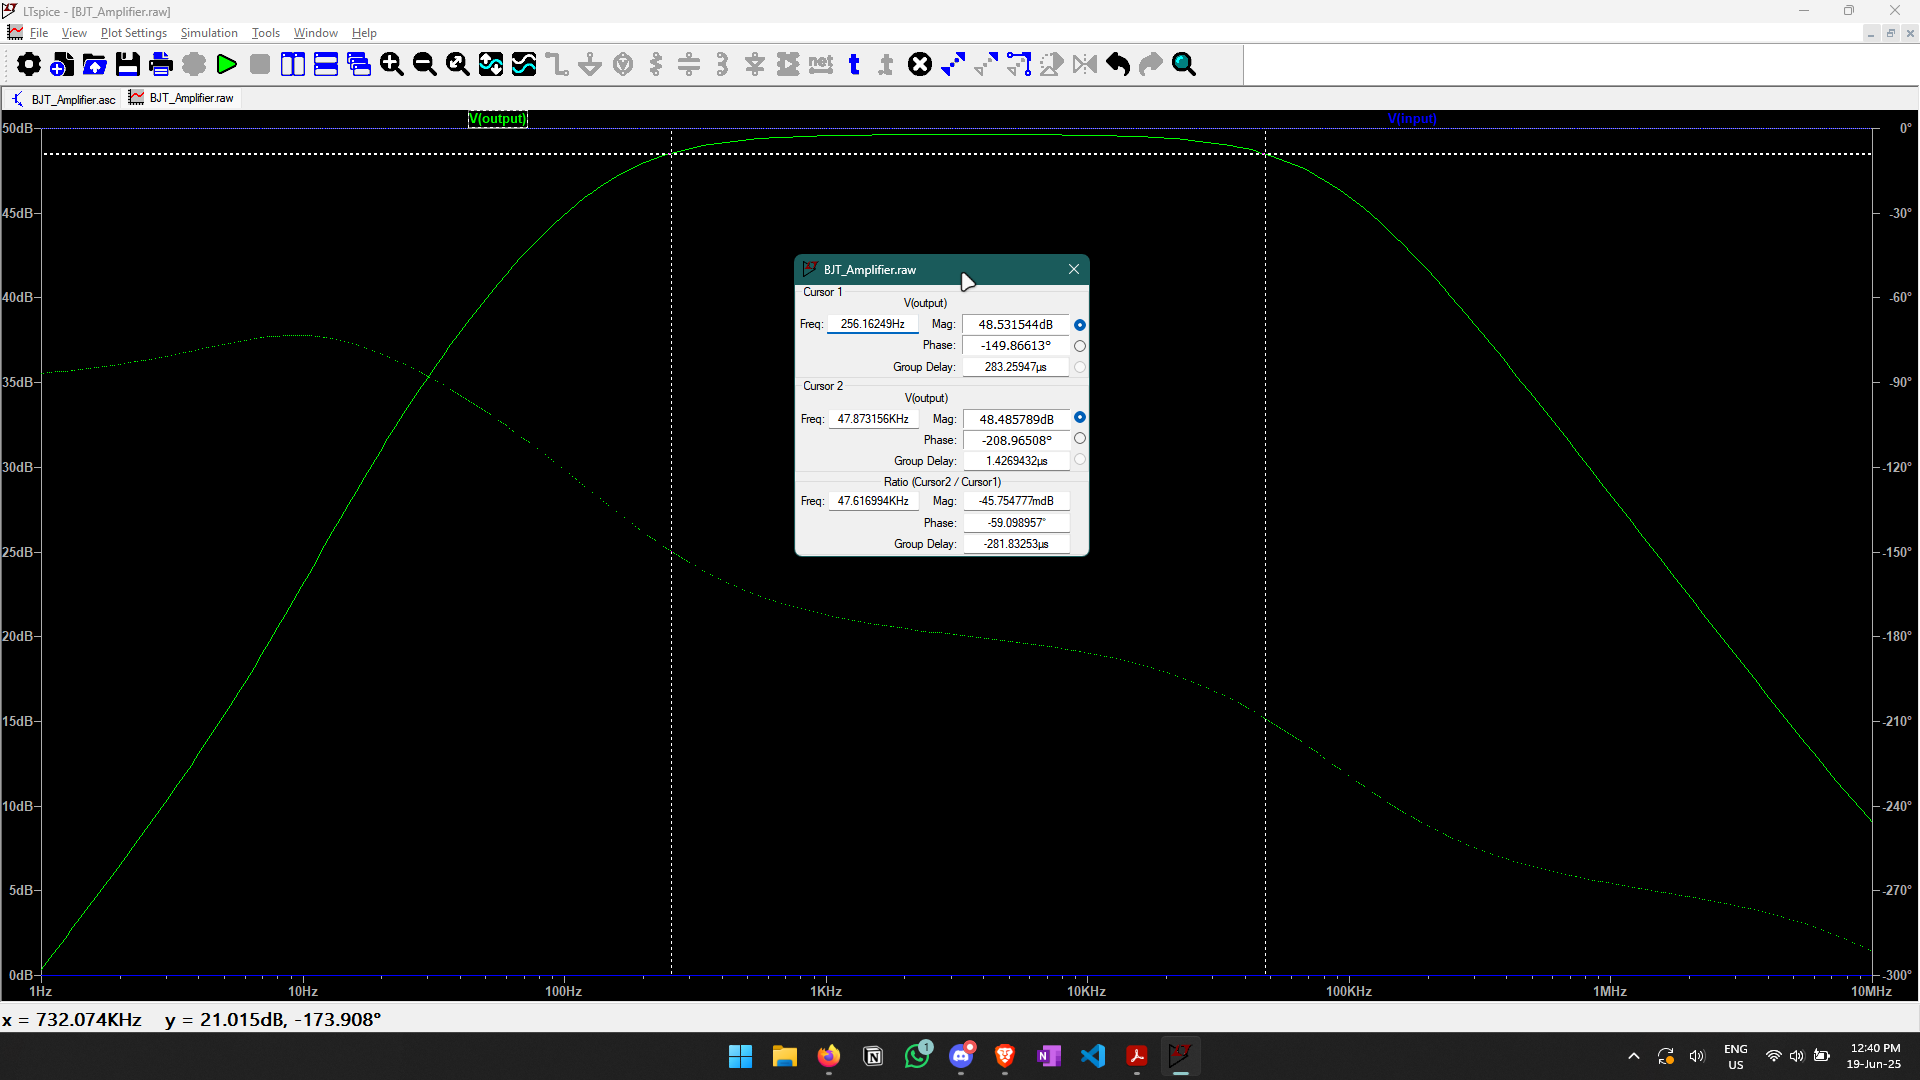 LTspice - [BJT_Amplifier.raw]
File View Plot Settings Simulation Tools Window Help
net
BJT_Amplifier.asc BJT_Amplifier.raw
V(output) V(input)
50dB 0°
45dB -30°
40dB -60°
35dB -90°
30dB -120°
25dB -150°
20dB -180°
15dB -210°
10dB -240°
5dB -270°
0dB -300°
1Hz 10Hz 100Hz 1KHz 10KHz 100KHz 1MHz 10MHz
BJT_Amplifier.raw
Cursor 1
V(output)
Freq: 256.16249Hz Mag: 48.531544dB
Phase: -149.86613°
Group Delay: 283.25947µs
Cursor 2
V(output)
Freq: 47.873156KHz Mag: 48.485789dB
Phase: -208.96508°
Group Delay: 1.4269432µs
Ratio (Cursor2 / Cursor1)
Freq: 47.616994KHz Mag: -45.754777mdB
Phase: -59.098957°
Group Delay: -281.83253µs
x = 732.074KHz y = 21.015dB, -173.908°
1
ENG
US
12:40 PM
19-Jun-25